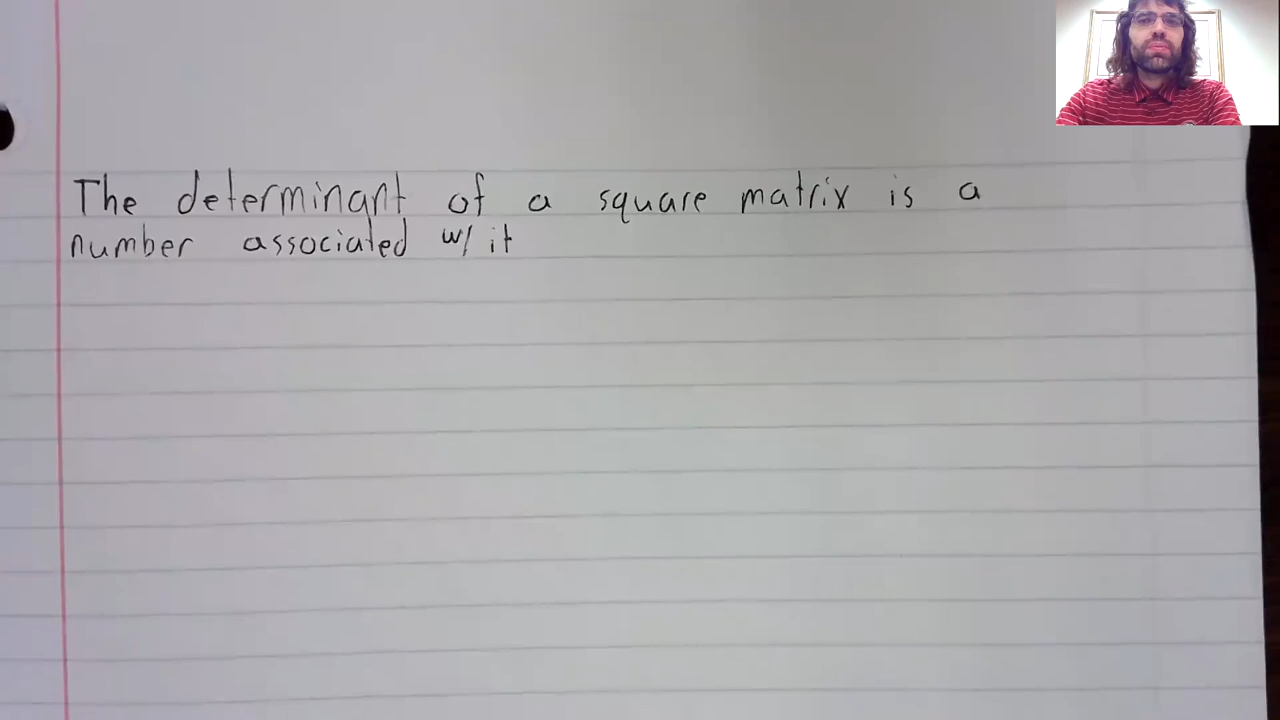 The determinant of a square matrix is a
number associated w/ it